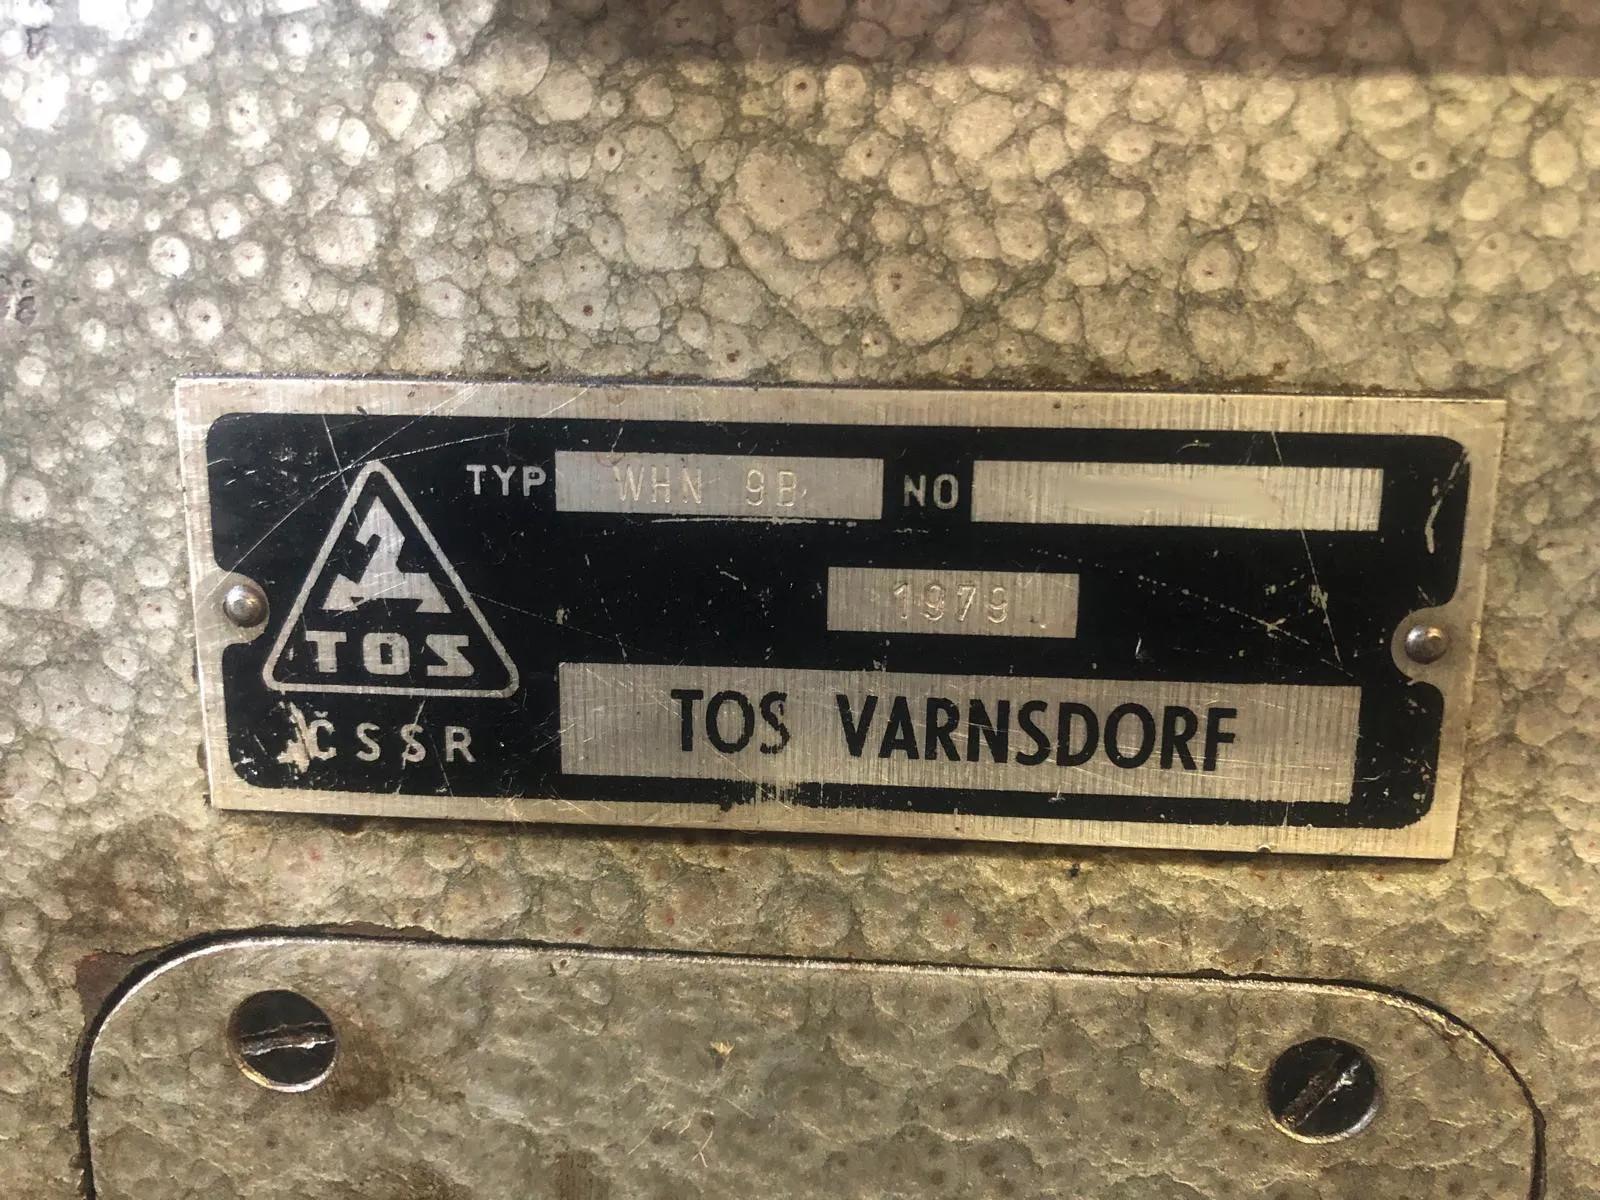 TYP WHN 9B NO
1979
TOS
ČSSR
TOS VARNSDORF